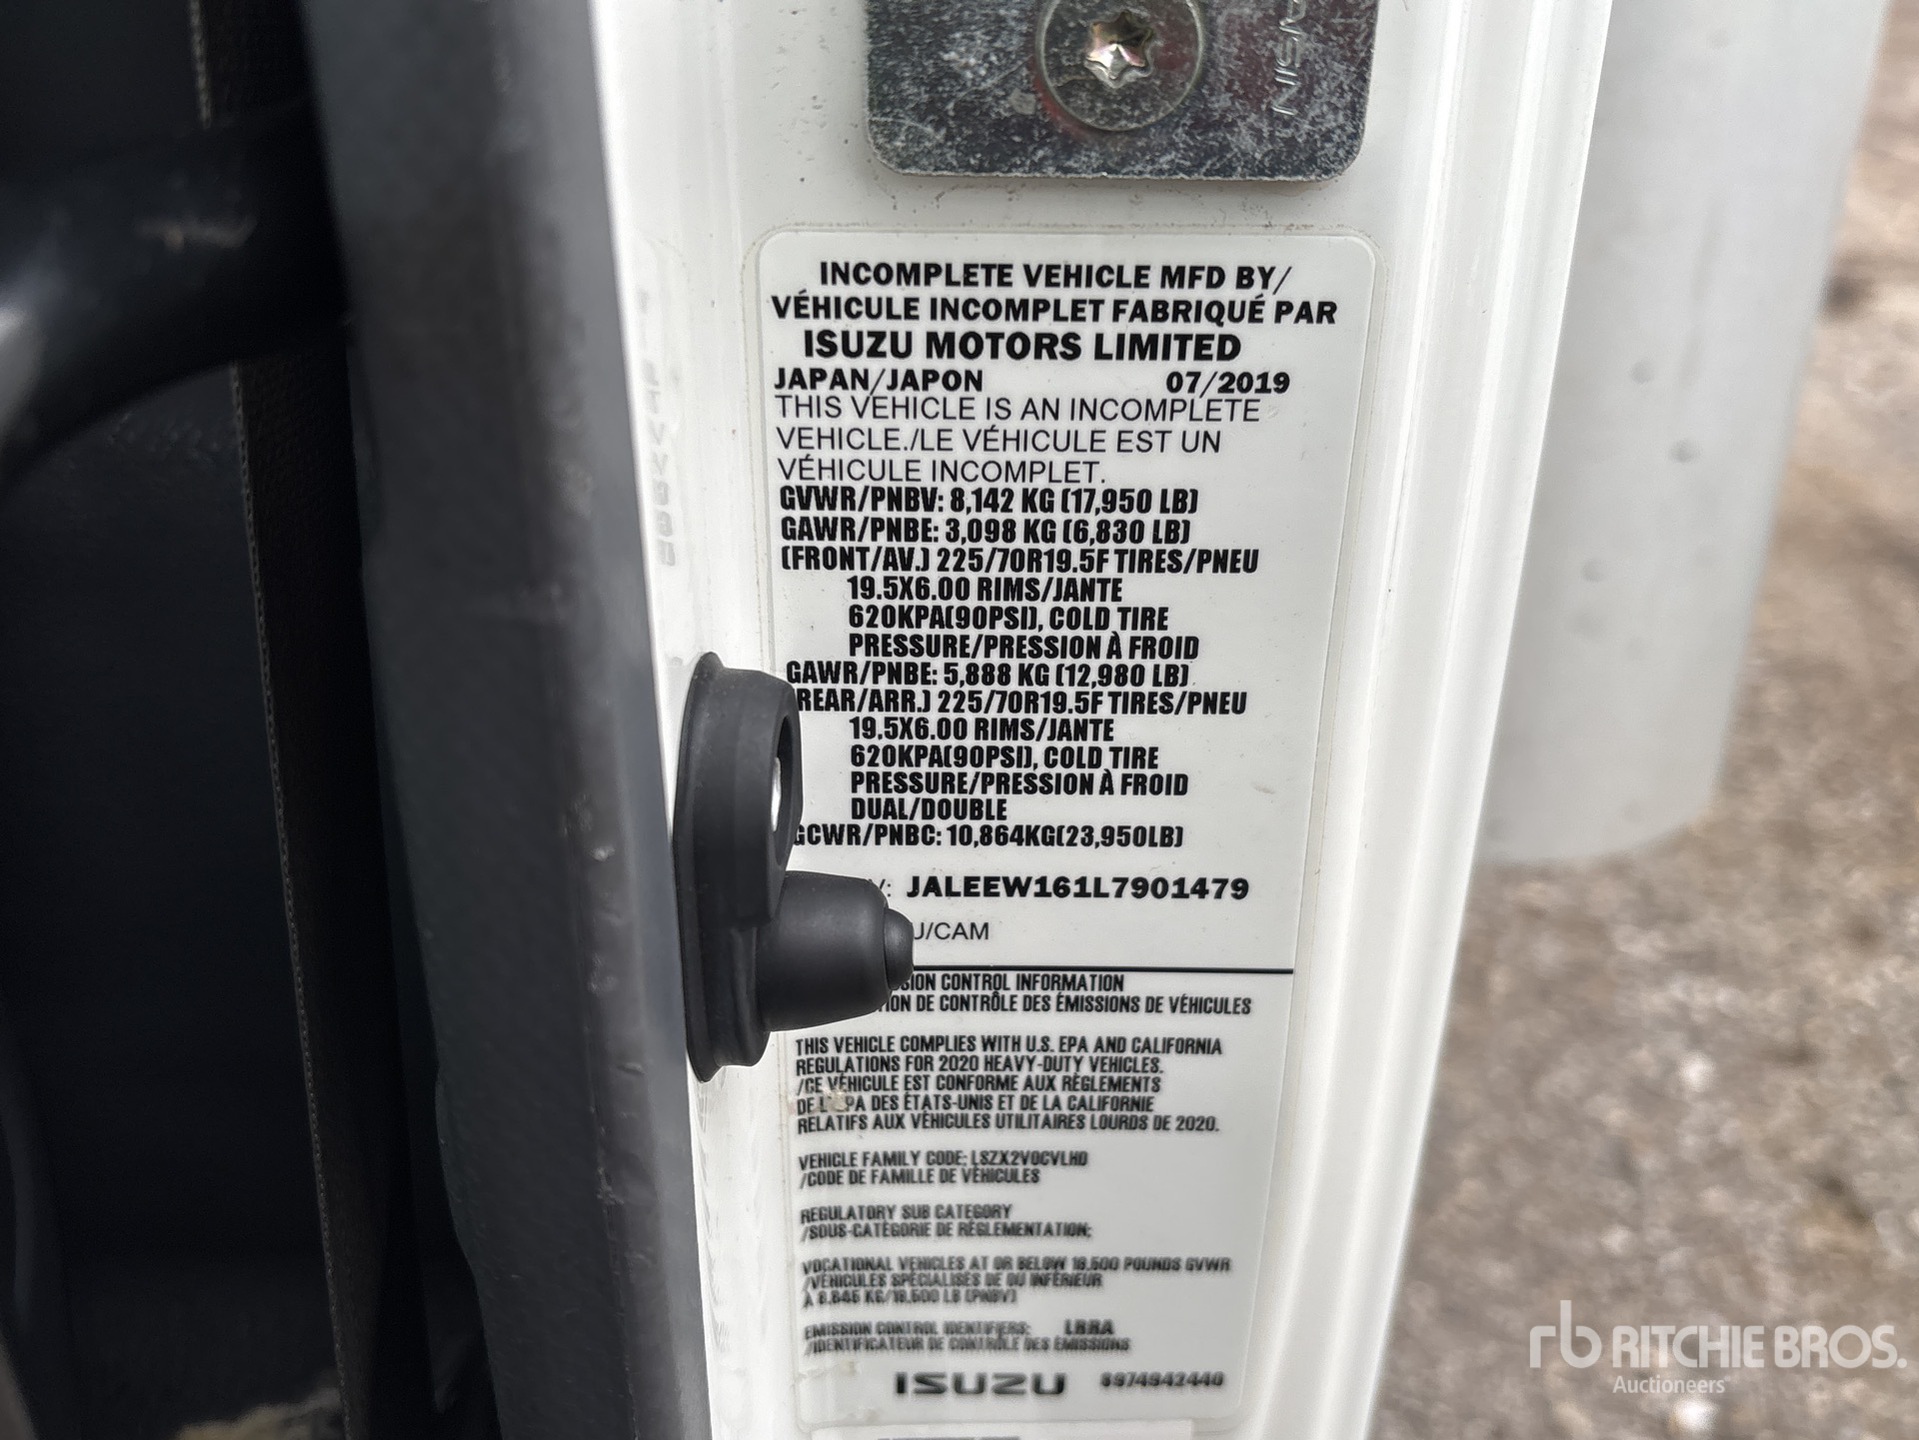 AISIN
INCOMPLETE VEHICLE MFD BY/
VÉHICULE INCOMPLET FABRIQUÉ PAR
ISUZU MOTORS LIMITED
JAPAN/JAPON 07/2019
THIS VEHICLE IS AN INCOMPLETE
VEHICLE./LE VÉHICULE EST UN
VÉHICULE INCOMPLET.
GVWR/PNBV: 8,142 KG (17,950 LB)
GAWR/PNBE: 3,098 KG (6,830 LB)
(FRONT/AV.) 225/70R19.5F TIRES/PNEU
19.5X6.00 RIMS/JANTE
620KPA(90PSI), COLD TIRE
PRESSURE/PRESSION À FROID
GAWR/PNBE: 5,888 KG (12,980 LB)
REAR/ARR.) 225/70R19.5F TIRES/PNEU
19.5X6.00 RIMS/JANTE
620KPA(90PSI), COLD TIRE
PRESSURE/PRESSION À FROID
DUAL/DOUBLE
GCWR/PNBC: 10,864KG(23,950LB)
JALEEW161L7901479
U/CAM
SION CONTROL INFORMATION
ION DE CONTRÔLE DES ÉMISSIONS DE VÉHICULES
THIS VEHICLE COMPLIES WITH U.S. EPA AND CALIFORNIA
REGULATIONS FOR 2020 HEAVY-DUTY VEHICLES.
/CE VÉHICULE EST CONFORME AUX RÈGLEMENTS
DE L'EPA DES ÉTATS-UNIS ET DE LA CALIFORNIE
RELATIFS AUX VÉHICULES UTILITAIRES LOURDS DE 2020.
VEHICLE FAMILY CODE: LSZX2VOCVLHD
/CODE DE FAMILLE DE VÉHICULES
REGULATORY SUB CATEGORY
/SOUS-CATÉGORIE DE RÉGLEMENTATION:
VOCATIONAL VEHICLES AT OR BELOW 19,500 POUNDS GVWR
/VÉHICULES SPÉCIALISÉS DE OU INFÉRIEUR
À 8,845 KG/19,500 LB (PNBV)
EMISSION CONTROL IDENTIFIERS: LBRA
/IDENTIFICATEUR DE CONTRÔLE DES ÉMISSIONS
ISUZU 8974942440
rb RITCHIE BROS.
Auctioneers